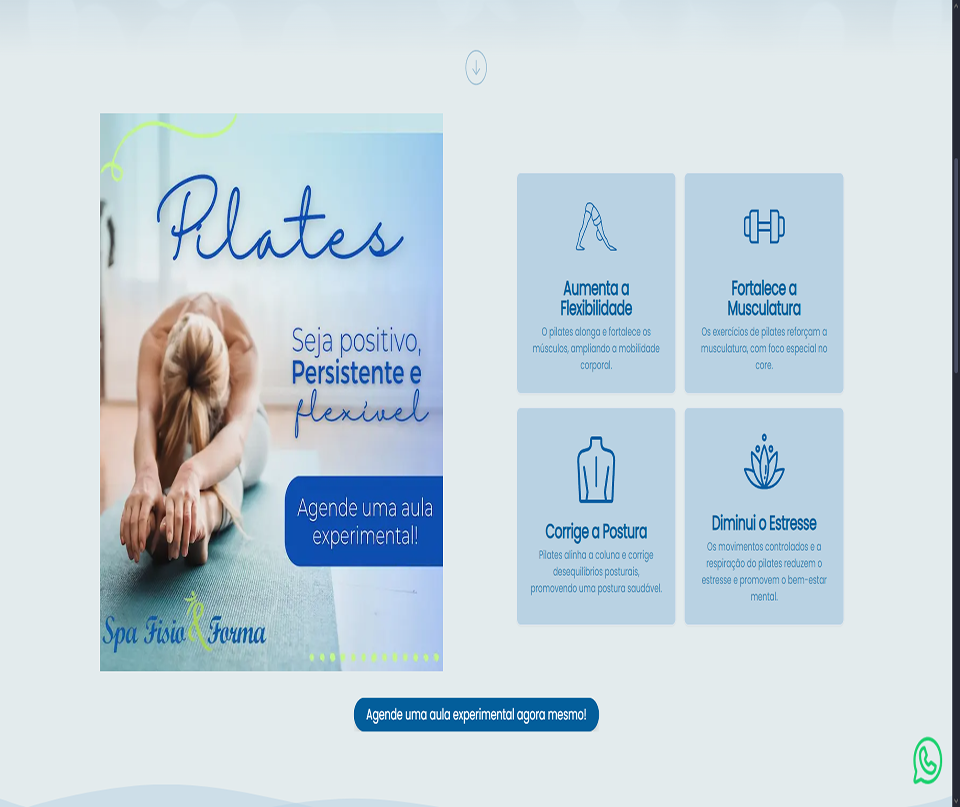 Pilates
Seja positivo,
Persistente e
flexível
Agende uma aula
experimental!
Spa Fisio & Forma
Aumenta a
Flexibilidade
O pilates alonga e fortalece os
músculos, ampliando a mobilidade
corporal.
Fortalece a
Musculatura
Os exercícios de pilates reforçam a
musculatura, com foco especial no
core.
Corrige a Postura
Pilates alinha a coluna e corrige
desequilíbrios posturais,
promovendo uma postura saudável.
Diminui o Estresse
Os movimentos controlados e a
respiração do pilates reduzem o
estresse e promovem o bem-estar
mental.
Agende uma aula experimental agora mesmo!